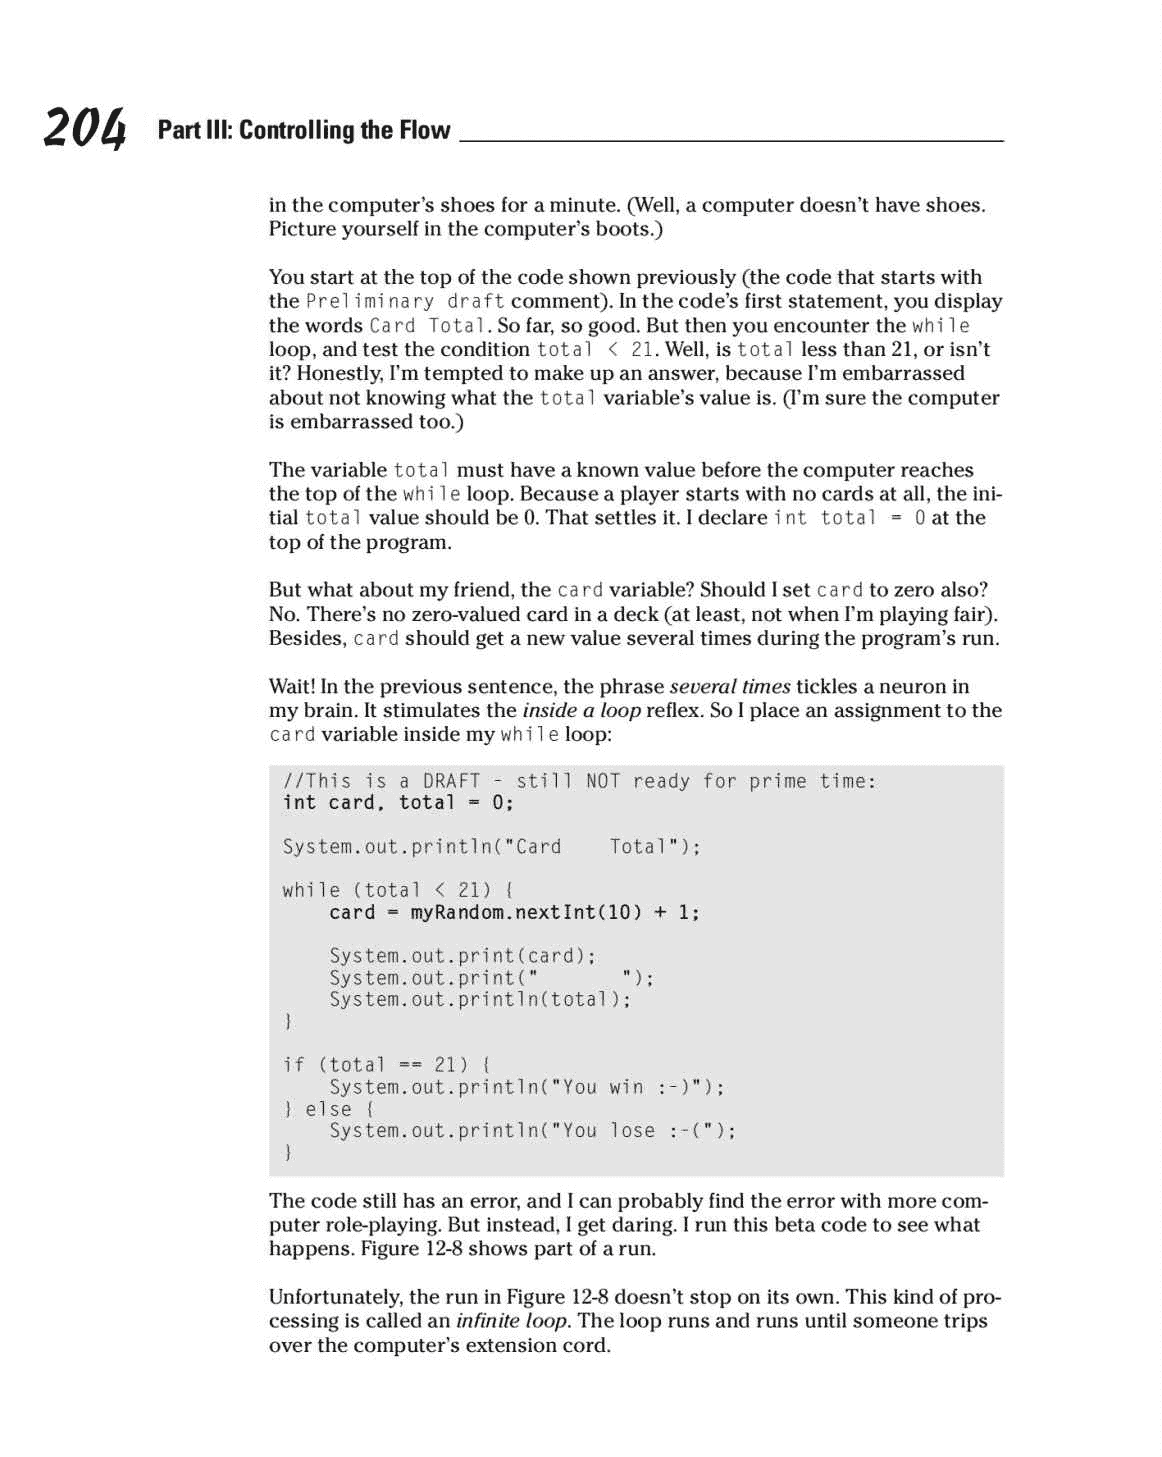 204 Part III: Controlling the Flow
in the computer's shoes for a minute. (Well, a computer doesn't have shoes.
Picture yourself in the computer's boots.)
You start at the top of the code shown previously (the code that starts with
the Preliminary draft comment). In the code's first statement, you display
the words Card Total. So far, so good. But then you encounter the while
loop, and test the condition total < 21. Well, is total less than 21, or isn't
it? Honestly, I'm tempted to make up an answer, because I'm embarrassed
about not knowing what the total variable's value is. (I'm sure the computer
is embarrassed too.)
The variable total must have a known value before the computer reaches
the top of the while loop. Because a player starts with no cards at all, the ini-
tial total value should be 0. That settles it. I declare int total = 0 at the
top of the program.
But what about my friend, the card variable? Should I set card to zero also?
No. There's no zero-valued card in a deck (at least, not when I'm playing fair).
Besides, card should get a new value several times during the program's run.
Wait! In the previous sentence, the phrase several times tickles a neuron in
my brain. It stimulates the inside a loop reflex. So I place an assignment to the
card variable inside my while loop:
//This is a DRAFT - still NOT ready for prime time:
int card, total = 0;
System.out.println("Card    Total");
while (total < 21) {
    card = myRandom.nextInt(10) + 1;
    System.out.print(card);
    System.out.print("       ");
    System.out.println(total);
}
if (total == 21) {
    System.out.println("You win :-)");
} else {
    System.out.println("You lose :-(");
}
The code still has an error, and I can probably find the error with more com-
puter role-playing. But instead, I get daring. I run this beta code to see what
happens. Figure 12-8 shows part of a run.
Unfortunately, the run in Figure 12-8 doesn't stop on its own. This kind of pro-
cessing is called an infinite loop. The loop runs and runs until someone trips
over the computer's extension cord.